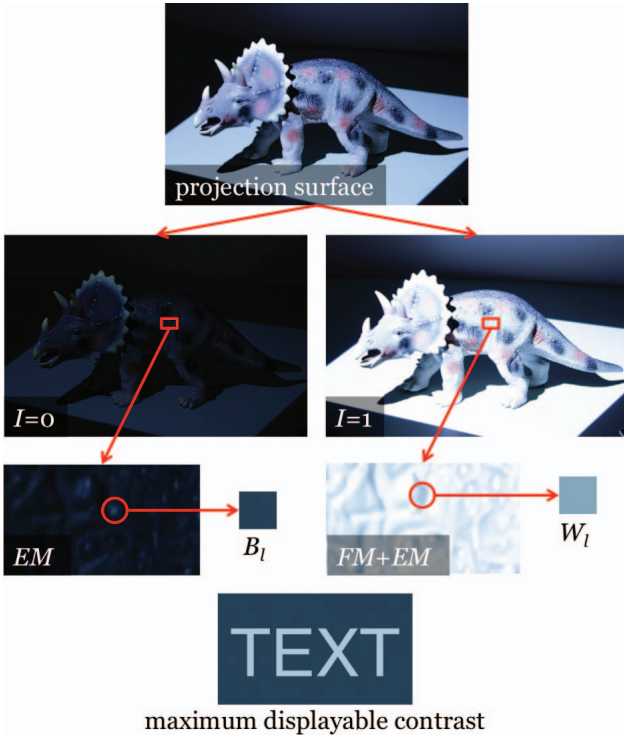 projection surface
I=0
I=1
EM
B_l
FM+EM
W_l
TEXT
maximum displayable contrast